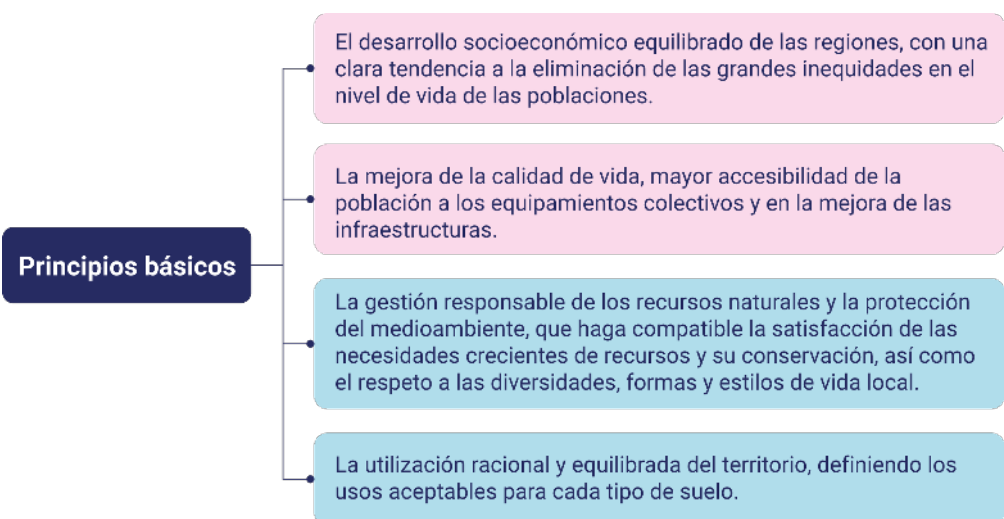 El desarrollo socioeconómico equilibrado de las regiones, con una
clara tendencia a la eliminación de las grandes inequidades en el
nivel de vida de las poblaciones.
La mejora de la calidad de vida, mayor accesibilidad de la
población a los equipamientos colectivos y en la mejora de las
infraestructuras.
Principios básicos
La gestión responsable de los recursos naturales y la protección
del medioambiente, que haga compatible la satisfacción de las
necesidades crecientes de recursos y su conservación, así como
el respeto a las diversidades, formas y estilos de vida local.
La utilización racional y equilibrada del territorio, definiendo los
usos aceptables para cada tipo de suelo.